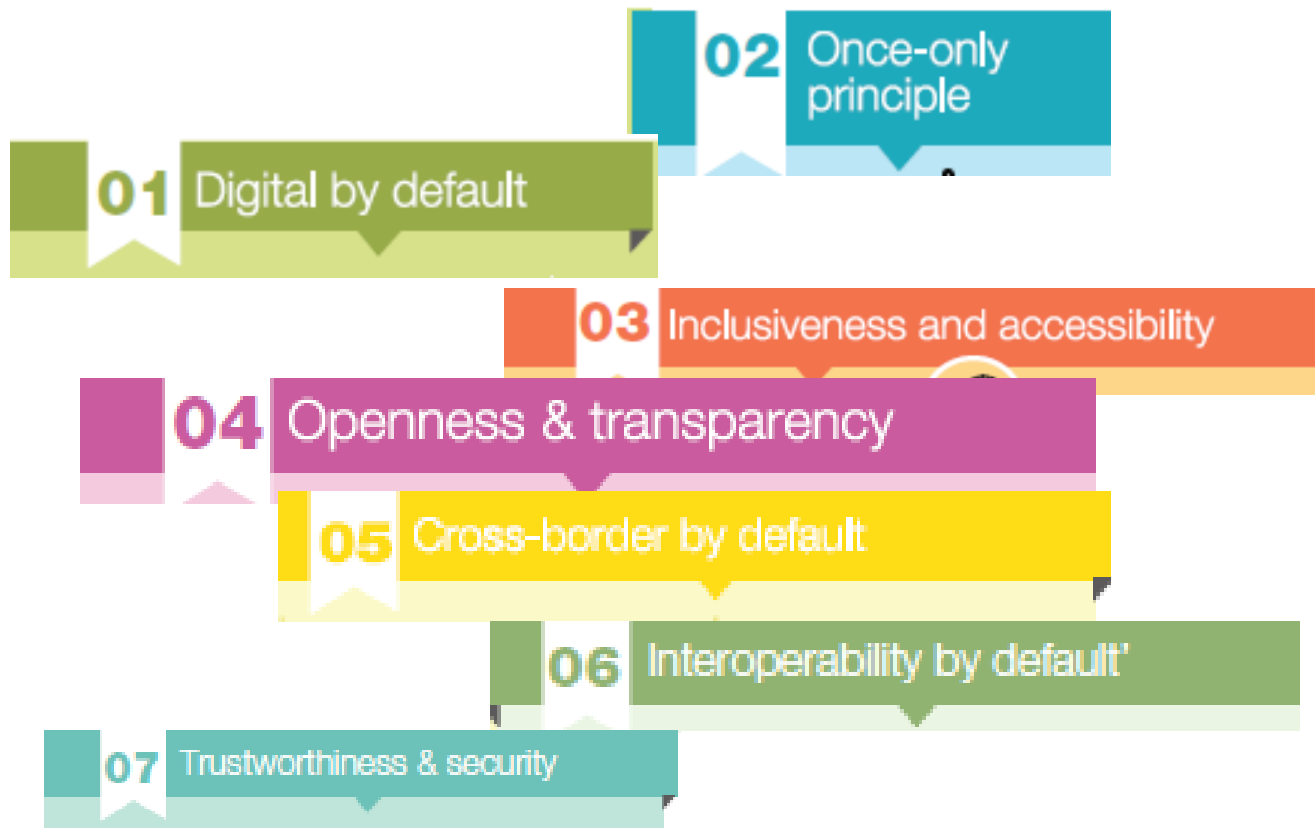 01 Digital by default
02 Once-only
principle
03 Inclusiveness and accessibility
04 Openness & transparency
05 Cross-border by default
06 Interoperability by default'
07 Trustworthiness & security